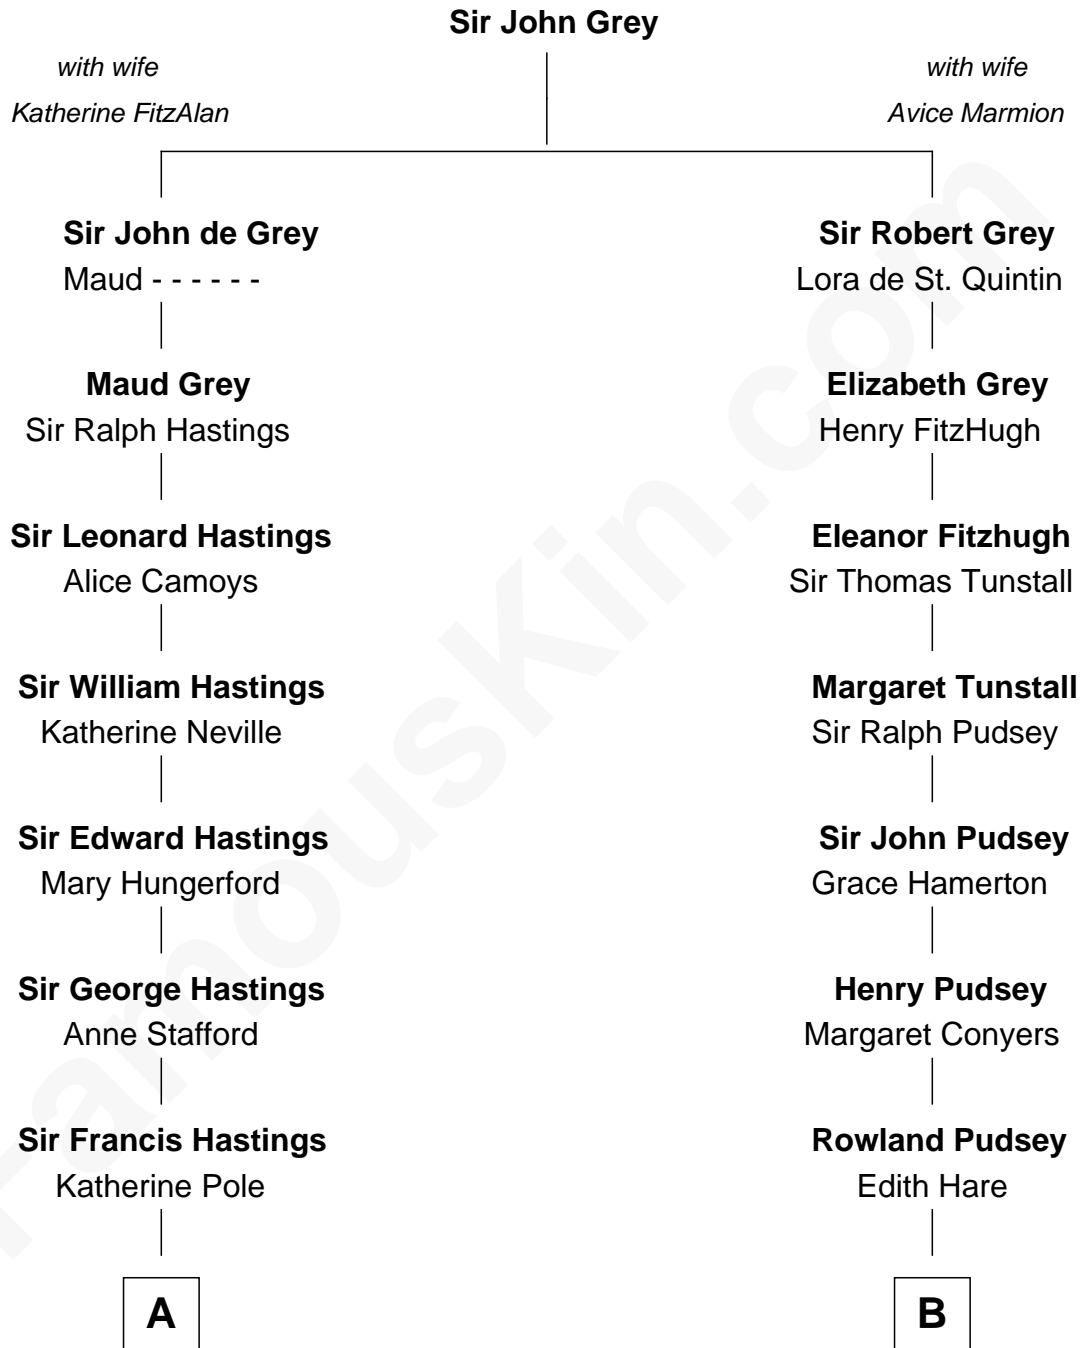 Sir John Grey
with wife
Katherine FitzAlan
with wife
Avice Marmion
Sir John de Grey
Maud - - - - - -
Sir Robert Grey
Lora de St. Quintin
Maud Grey
Sir Ralph Hastings
Elizabeth Grey
Henry FitzHugh
Sir Leonard Hastings
Alice Camoys
Eleanor Fitzhugh
Sir Thomas Tunstall
Sir William Hastings
Katherine Neville
Margaret Tunstall
Sir Ralph Pudsey
Sir Edward Hastings
Mary Hungerford
Sir John Pudsey
Grace Hamerton
Sir George Hastings
Anne Stafford
Henry Pudsey
Margaret Conyers
Sir Francis Hastings
Katherine Pole
Rowland Pudsey
Edith Hare
A
B
FamousKin.com